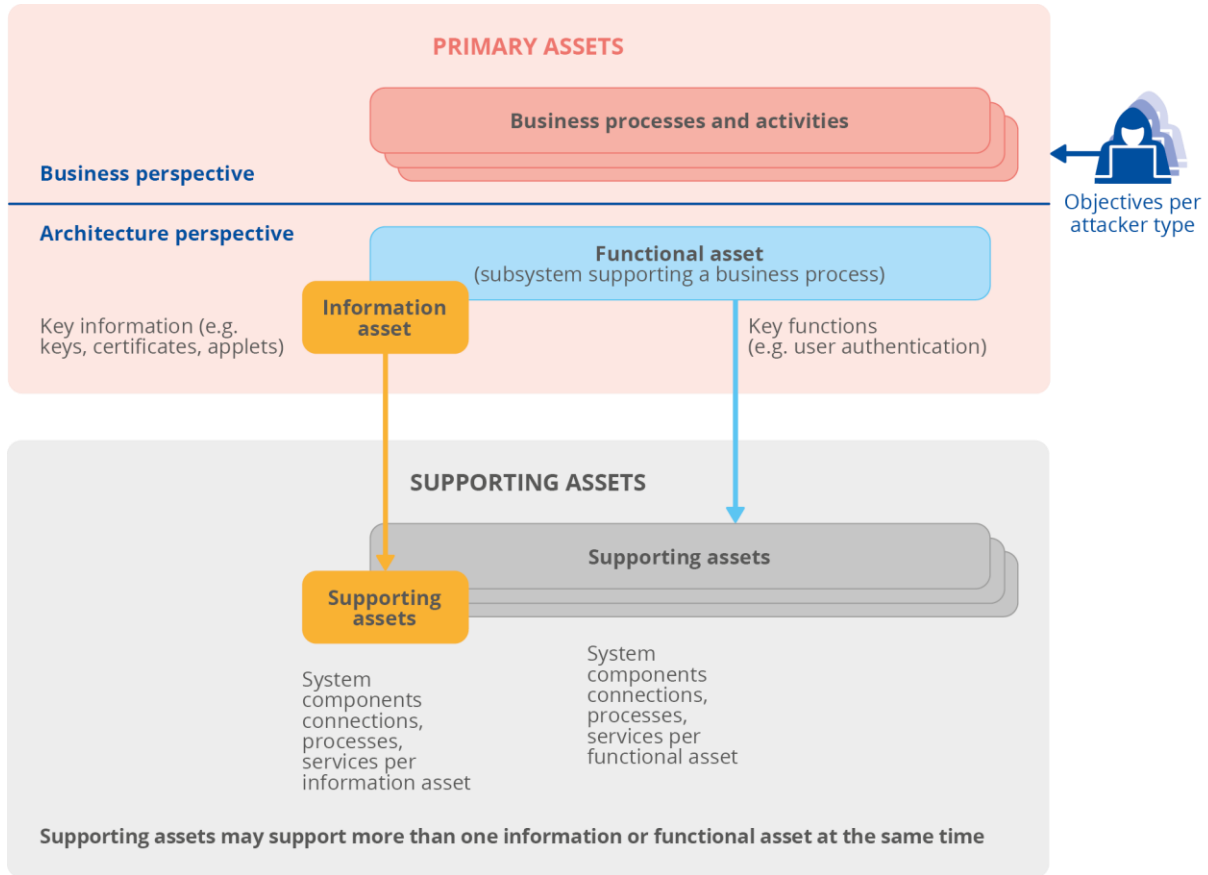 PRIMARY ASSETS
Business processes and activities
Business perspective
Objectives per
attacker type
Architecture perspective
Functional asset
(subsystem supporting a business process)
Information
asset
Key information (e.g.
keys, certificates, applets)
Key functions
(e.g. user authentication)
SUPPORTING ASSETS
Supporting assets
Supporting
assets
System
components
connections,
processes,
services per
information asset
System
components
connections,
processes,
services per
functional asset
Supporting assets may support more than one information or functional asset at the same time